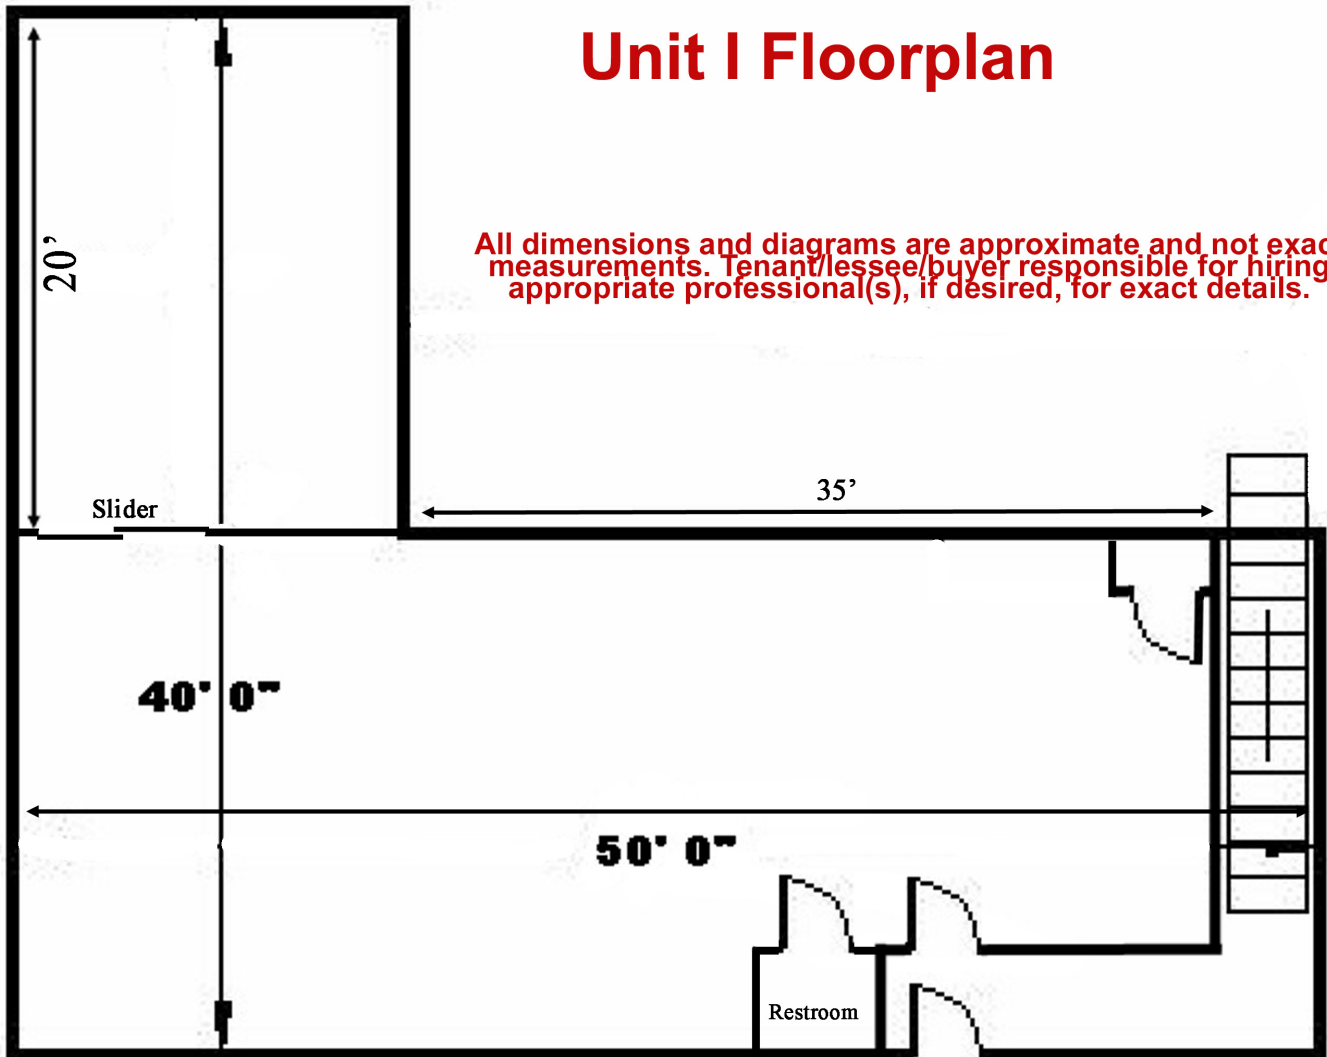 Unit I Floorplan
All dimensions and diagrams are approximate and not exac
measurements. Tenant/lessee/buyer responsible for hiring
appropriate professional(s), if desired, for exact details.
20’
35’
Slider
40' 0"
50' 0"
Restroom